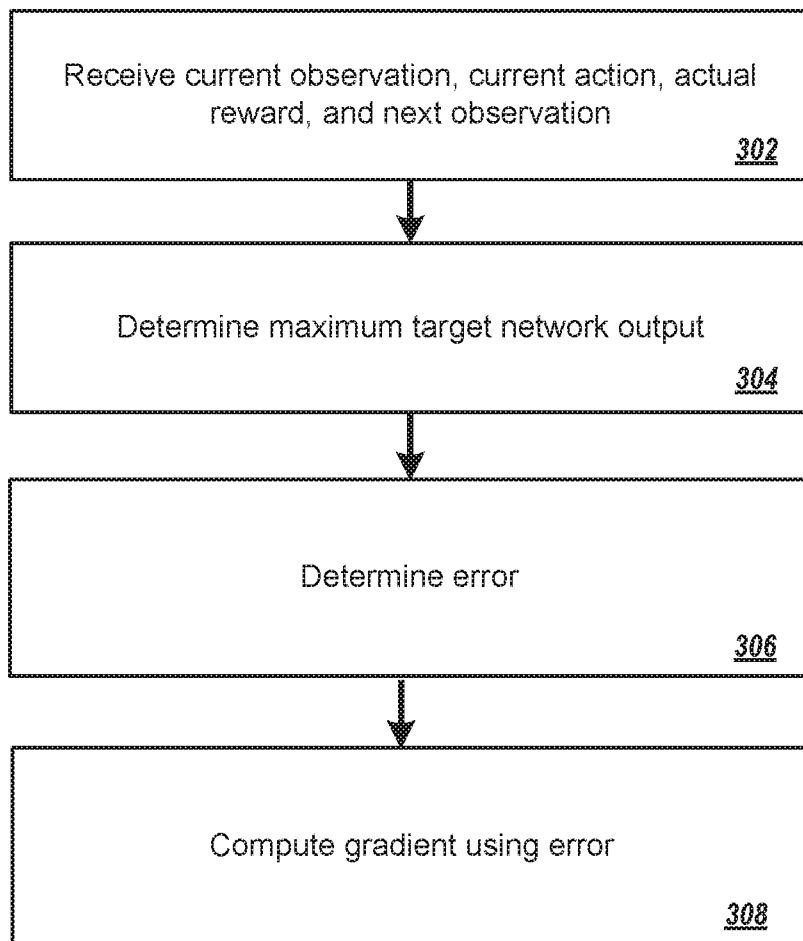 Receive current observation, current action, actual
reward, and next observation
302
Determine maximum target network output
304
Determine error
306
Compute gradient using error
308